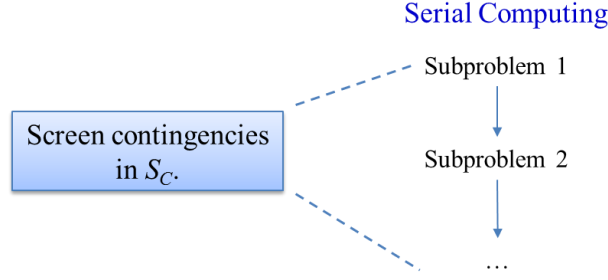 Serial Computing
Subproblem 1
Screen contingencies
in S_C.
Subproblem 2
...